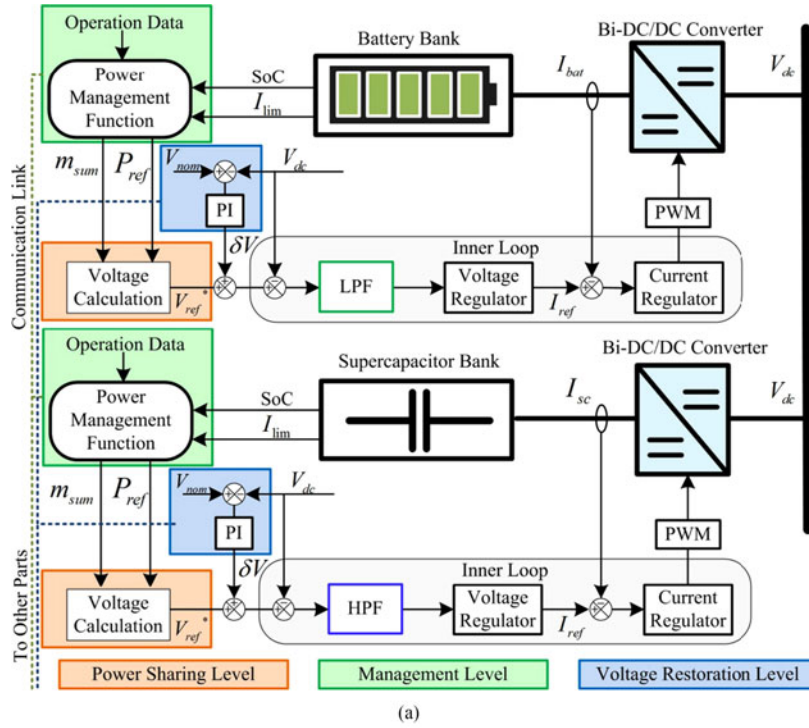 Operation Data
Battery Bank
Bi-DC/DC Converter
Power Management Function
SoC
I_lim
I_bat
V_dc
m_sum
P_ref
V_nom
V_dc
PI
PWM
δV
Inner Loop
Voltage Calculation
V_ref*
LPF
Voltage Regulator
I_ref
Current Regulator
Communication Link
Operation Data
Supercapacitor Bank
Bi-DC/DC Converter
Power Management Function
SoC
I_lim
I_sc
V_dc
m_sum
P_ref
V_nom
V_dc
PI
PWM
δV
Inner Loop
Voltage Calculation
V_ref*
HPF
Voltage Regulator
I_ref
Current Regulator
To Other Parts
Power Sharing Level
Management Level
Voltage Restoration Level
(a)